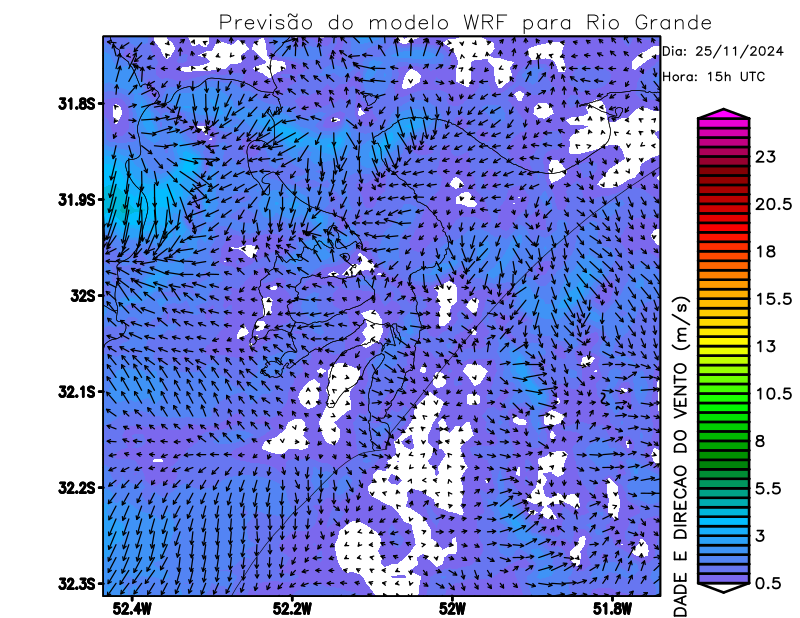 Previsão do modelo WRF para Rio Grande
Dia: 25/11/2024
Hora: 15h UTC
31.8S
31.9S
32S
32.1S
32.2S
32.3S
52.4W
52.2W
52W
51.8W
DADE E DIRECAO DO VENTO (m/s)
23
20.5
18
15.5
13
10.5
8
5.5
3
0.5